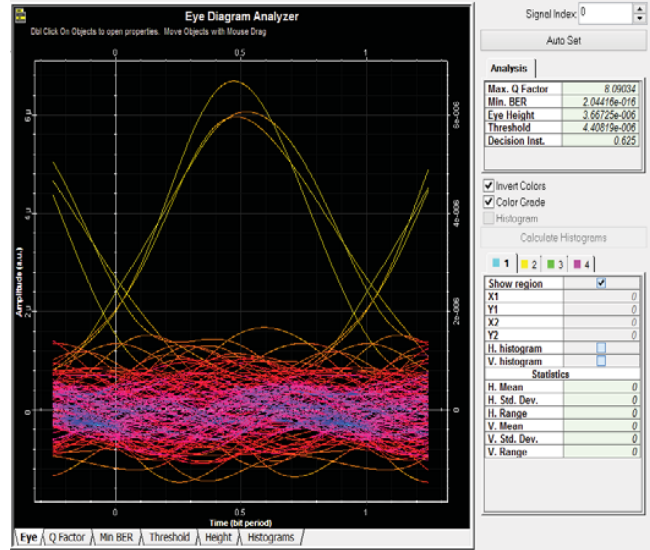 Eye Diagram Analyzer
Dbl Click On Objects to open properties. Move Objects with Mouse Drag
0 0.5 1
6 µ
4 µ
2 µ
0
Amplitude (a.u.)
6e-006
4e-006
2e-006
0
0 0.5 1
Time (bit period)
Eye Q Factor Min BER Threshold Height Histograms
Signal Index: 0
Auto Set
Analysis
Max. Q Factor 8.09034
Min. BER 2.04416e-016
Eye Height 3.66725e-006
Threshold 4.40819e-006
Decision Inst. 0.625
Invert Colors
Color Grade
Histogram
Calculate Histograms
1 2 3 4
Show region
X1 0
Y1 0
X2 0
Y2 0
H. histogram
V. histogram
Statistics
H. Mean 0
H. Std. Dev. 0
H. Range 0
V. Mean 0
V. Std. Dev. 0
V. Range 0